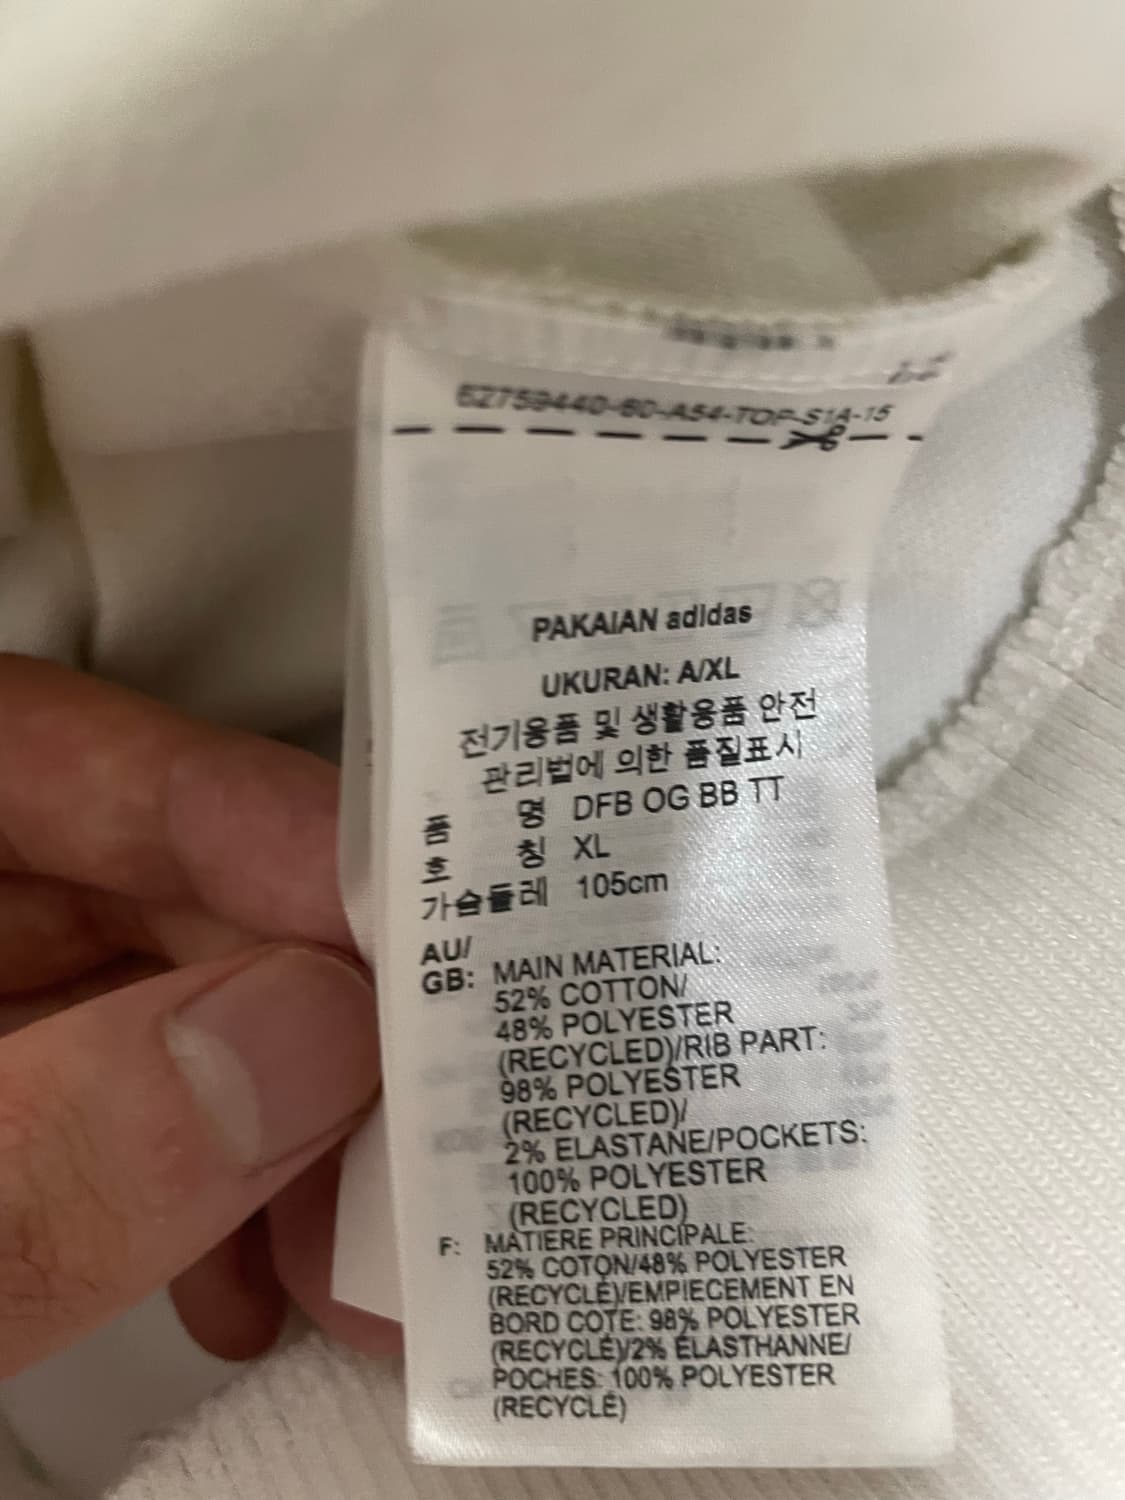 62759440-60-A54-TOP-S1A-15
PAKAIAN adidas
UKURAN: A/XL
전기용품 및 생활용품 안전
관리법에 의한 품질표시
품 명 DFB OG BB TT
호 칭 XL
가슴둘레 105cm
AU/
GB: MAIN MATERIAL:
52% COTTON/
48% POLYESTER
(RECYCLED)/RIB PART:
98% POLYESTER
(RECYCLED)/
2% ELASTANE/POCKETS:
100% POLYESTER
(RECYCLED)
F: MATIERE PRINCIPALE:
52% COTON/48% POLYESTER
(RECYCLÉ)/EMPIECEMENT EN
BORD COTE: 98% POLYESTER
(RECYCLÉ)/2% ÉLASTHANNE/
POCHES: 100% POLYESTER
(RECYCLÉ)